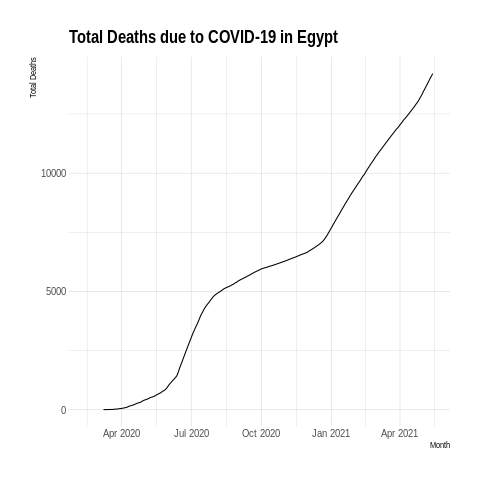 Total Deaths due to COVID-19 in Egypt
Total Deaths
10000
5000
0
Apr 2020 Jul 2020 Oct 2020 Jan 2021 Apr 2021
Month